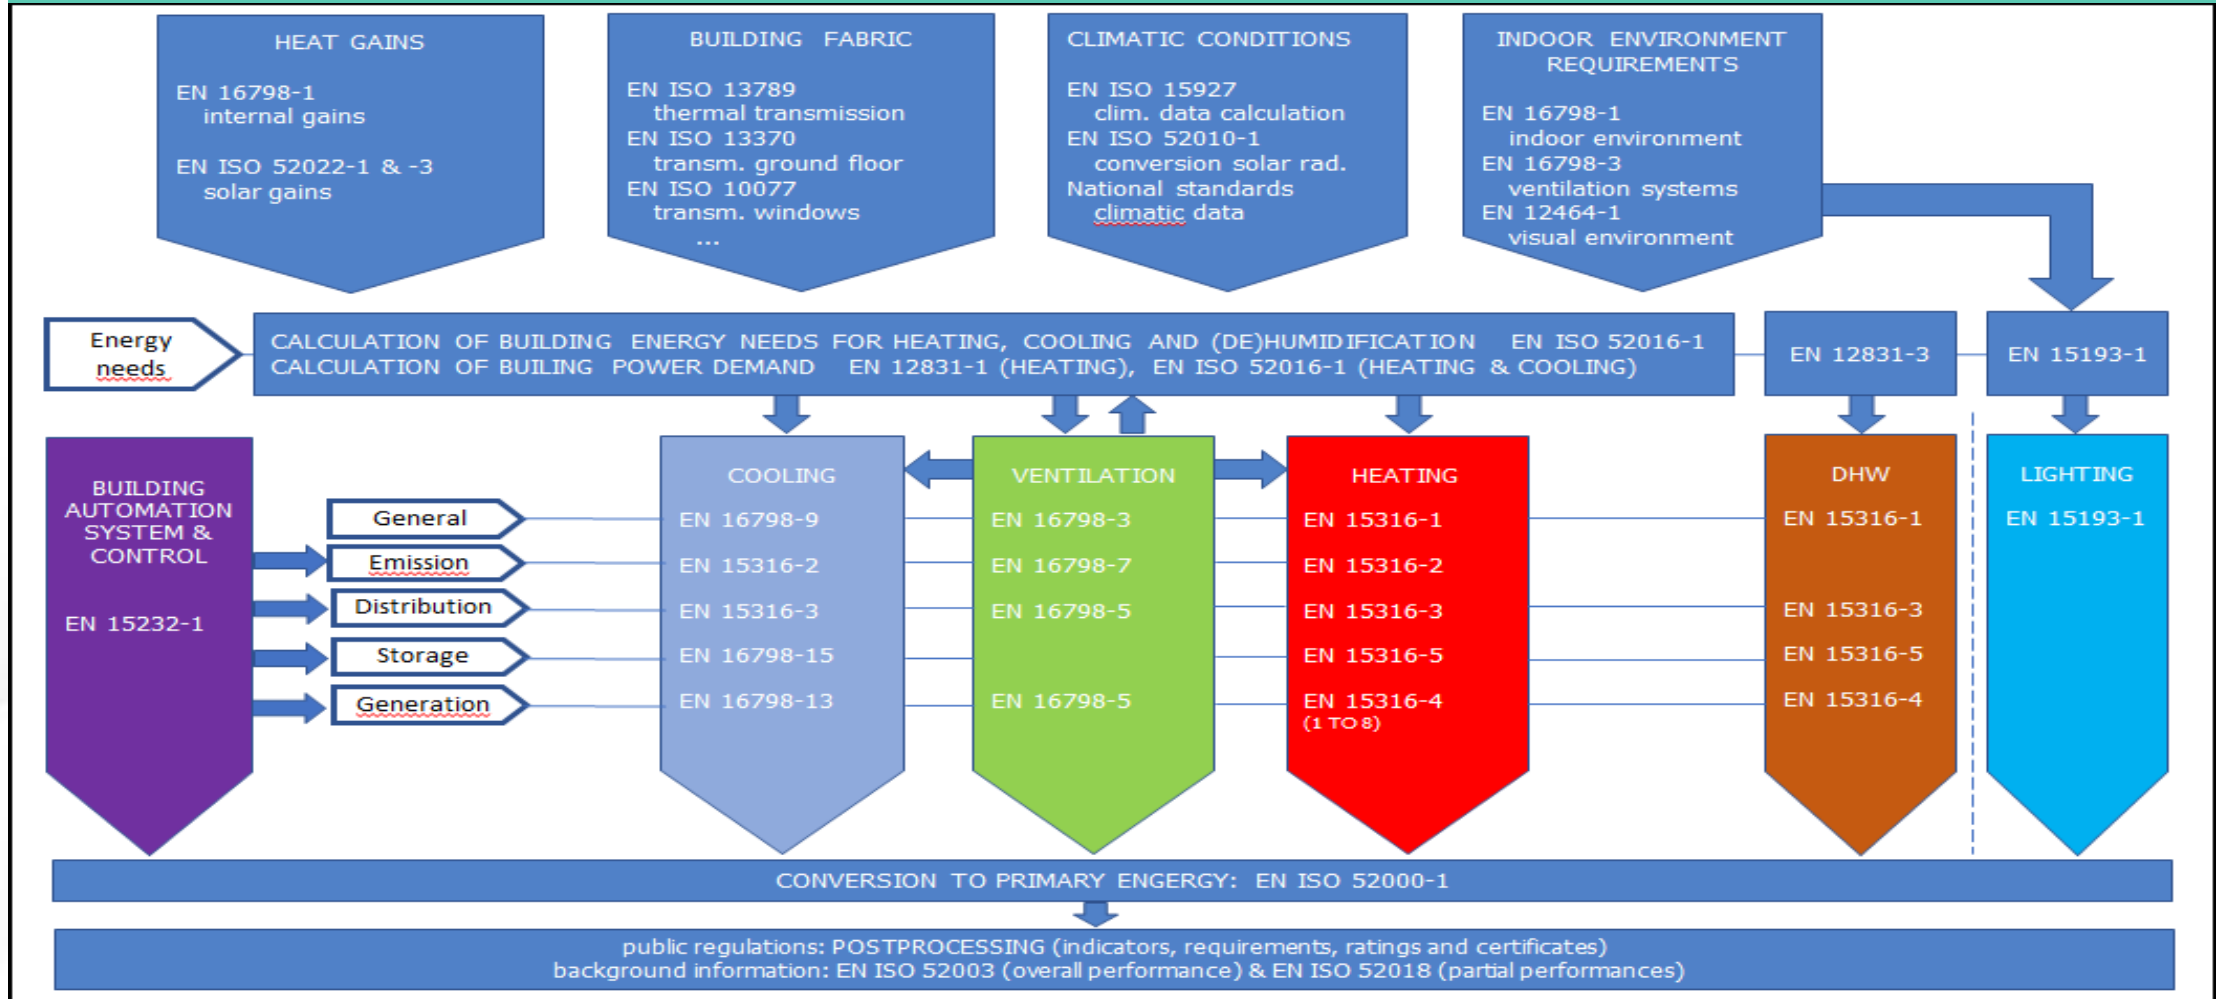 HEAT GAINS
EN 16798-1
internal gains
EN ISO 52022-1 & -3
solar gains
BUILDING FABRIC
EN ISO 13789
thermal transmission
EN ISO 13370
transm. ground floor
EN ISO 10077
transm. windows
...
CLIMATIC CONDITIONS
EN ISO 15927
clim. data calculation
EN ISO 52010-1
conversion solar rad.
National standards
climatic data
INDOOR ENVIRONMENT
REQUIREMENTS
EN 16798-1
indoor environment
EN 16798-3
ventilation systems
EN 12464-1
visual environment
Energy
needs
CALCULATION OF BUILDING ENERGY NEEDS FOR HEATING, COOLING AND (DE)HUMIDIFICATION EN ISO 52016-1
CALCULATION OF BUILING POWER DEMAND EN 12831-1 (HEATING), EN ISO 52016-1 (HEATING & COOLING)
EN 12831-3
EN 15193-1
BUILDING
AUTOMATION
SYSTEM &
CONTROL
EN 15232-1
General
Emission
Distribution
Storage
Generation
COOLING
EN 16798-9
EN 15316-2
EN 15316-3
EN 16798-15
EN 16798-13
VENTILATION
EN 16798-3
EN 16798-7
EN 16798-5
EN 16798-5
HEATING
EN 15316-1
EN 15316-2
EN 15316-3
EN 15316-5
EN 15316-4
(1 TO 8)
DHW
EN 15316-1
EN 15316-3
EN 15316-5
EN 15316-4
LIGHTING
EN 15193-1
CONVERSION TO PRIMARY ENGERGY: EN ISO 52000-1
public regulations: POSTPROCESSING (indicators, requirements, ratings and certificates)
background information: EN ISO 52003 (overall performance) & EN ISO 52018 (partial performances)